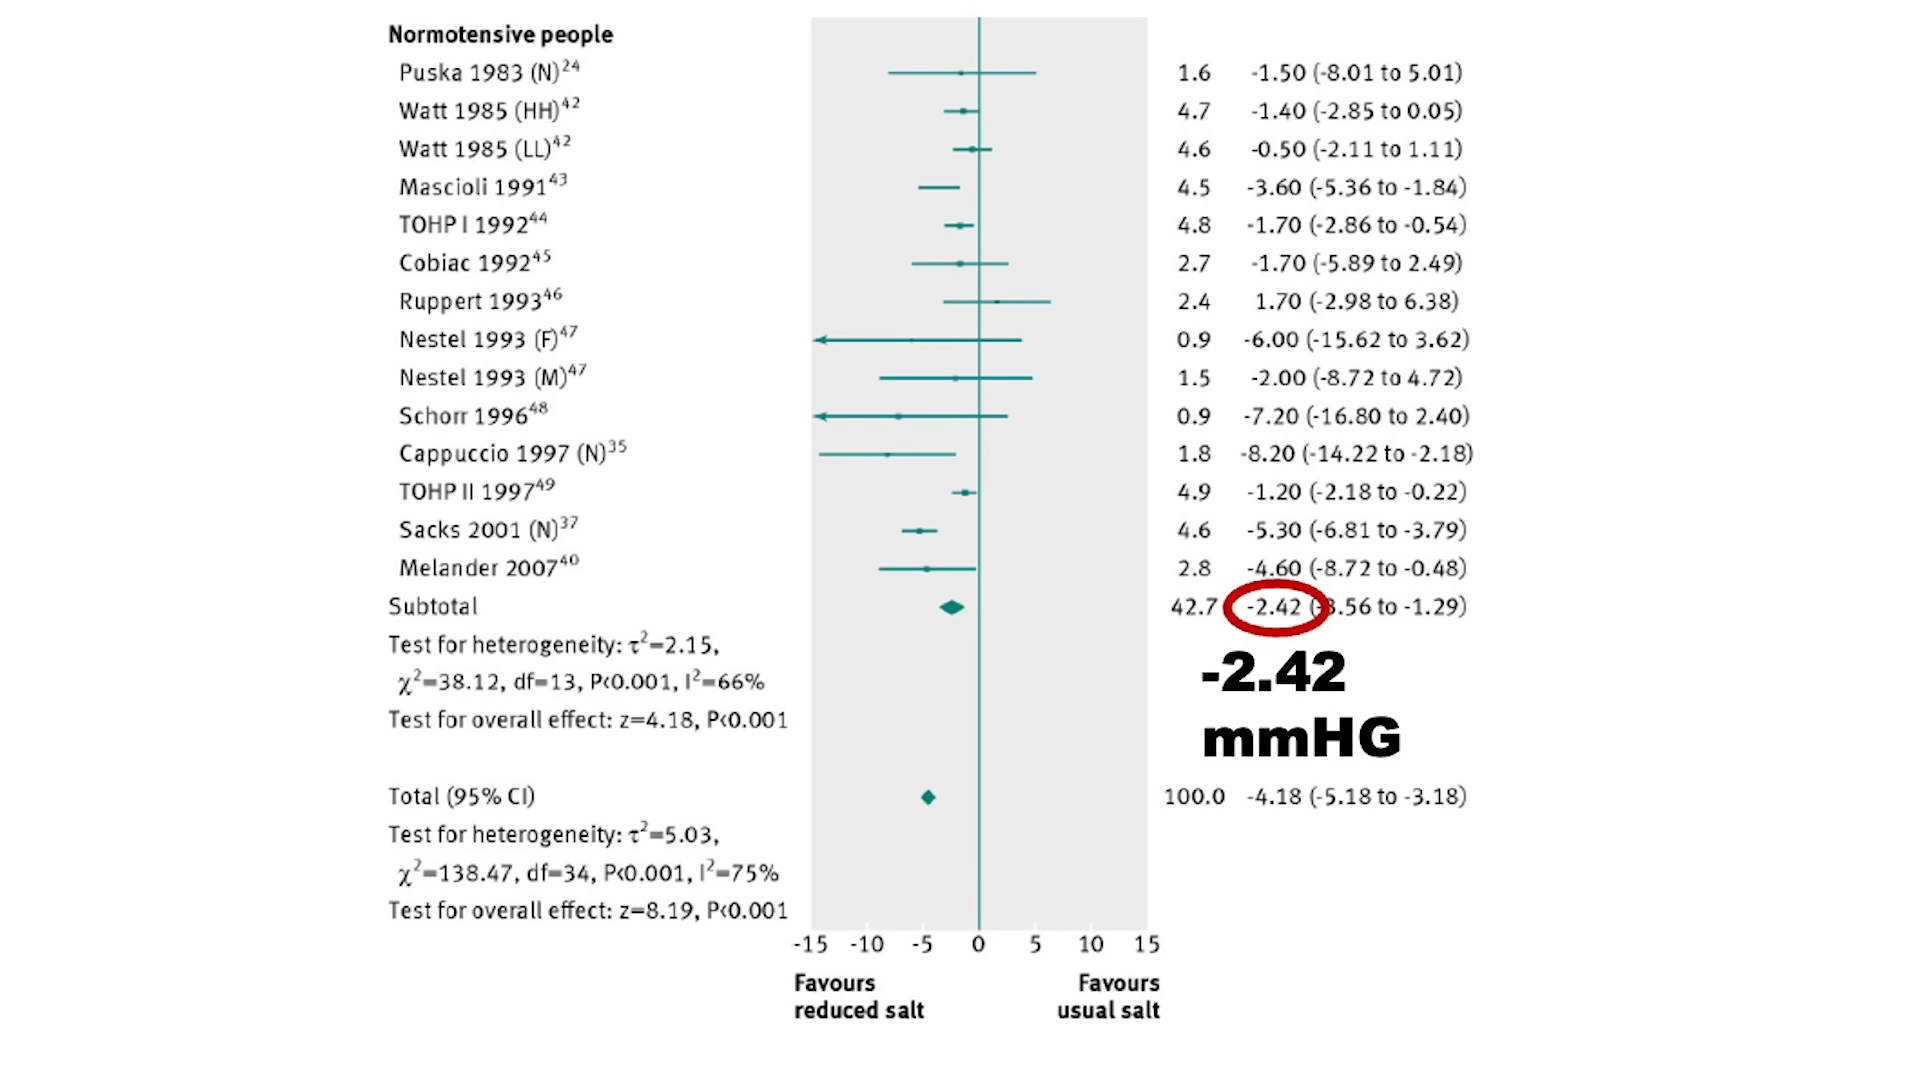 Normotensive people
Puska 1983 (N)24 1.6 -1.50 (-8.01 to 5.01)
Watt 1985 (HH)42 4.7 -1.40 (-2.85 to 0.05)
Watt 1985 (LL)42 4.6 -0.50 (-2.11 to 1.11)
Mascioli 199143 4.5 -3.60 (-5.36 to -1.84)
TOHP I 199244 4.8 -1.70 (-2.86 to -0.54)
Cobiac 199245 2.7 -1.70 (-5.89 to 2.49)
Ruppert 199346 2.4 1.70 (-2.98 to 6.38)
Nestel 1993 (F)47 0.9 -6.00 (-15.62 to 3.62)
Nestel 1993 (M)47 1.5 -2.00 (-8.72 to 4.72)
Schorr 199648 0.9 -7.20 (-16.80 to 2.40)
Cappuccio 1997 (N)35 1.8 -8.20 (-14.22 to -2.18)
TOHP II 199749 4.9 -1.20 (-2.18 to -0.22)
Sacks 2001 (N)37 4.6 -5.30 (-6.81 to -3.79)
Melander 200740 2.8 -4.60 (-8.72 to -0.48)
Subtotal 42.7 -2.42 (-3.56 to -1.29)
Test for heterogeneity: τ2=2.15,
χ2=38.12, df=13, P<0.001, I2=66%
Test for overall effect: z=4.18, P<0.001
-2.42
mmHG
Total (95% CI) 100.0 -4.18 (-5.18 to -3.18)
Test for heterogeneity: τ2=5.03,
χ2=138.47, df=34, P<0.001, I2=75%
Test for overall effect: z=8.19, P<0.001
-15 -10 -5 0 5 10 15
Favours
reduced salt
Favours
usual salt